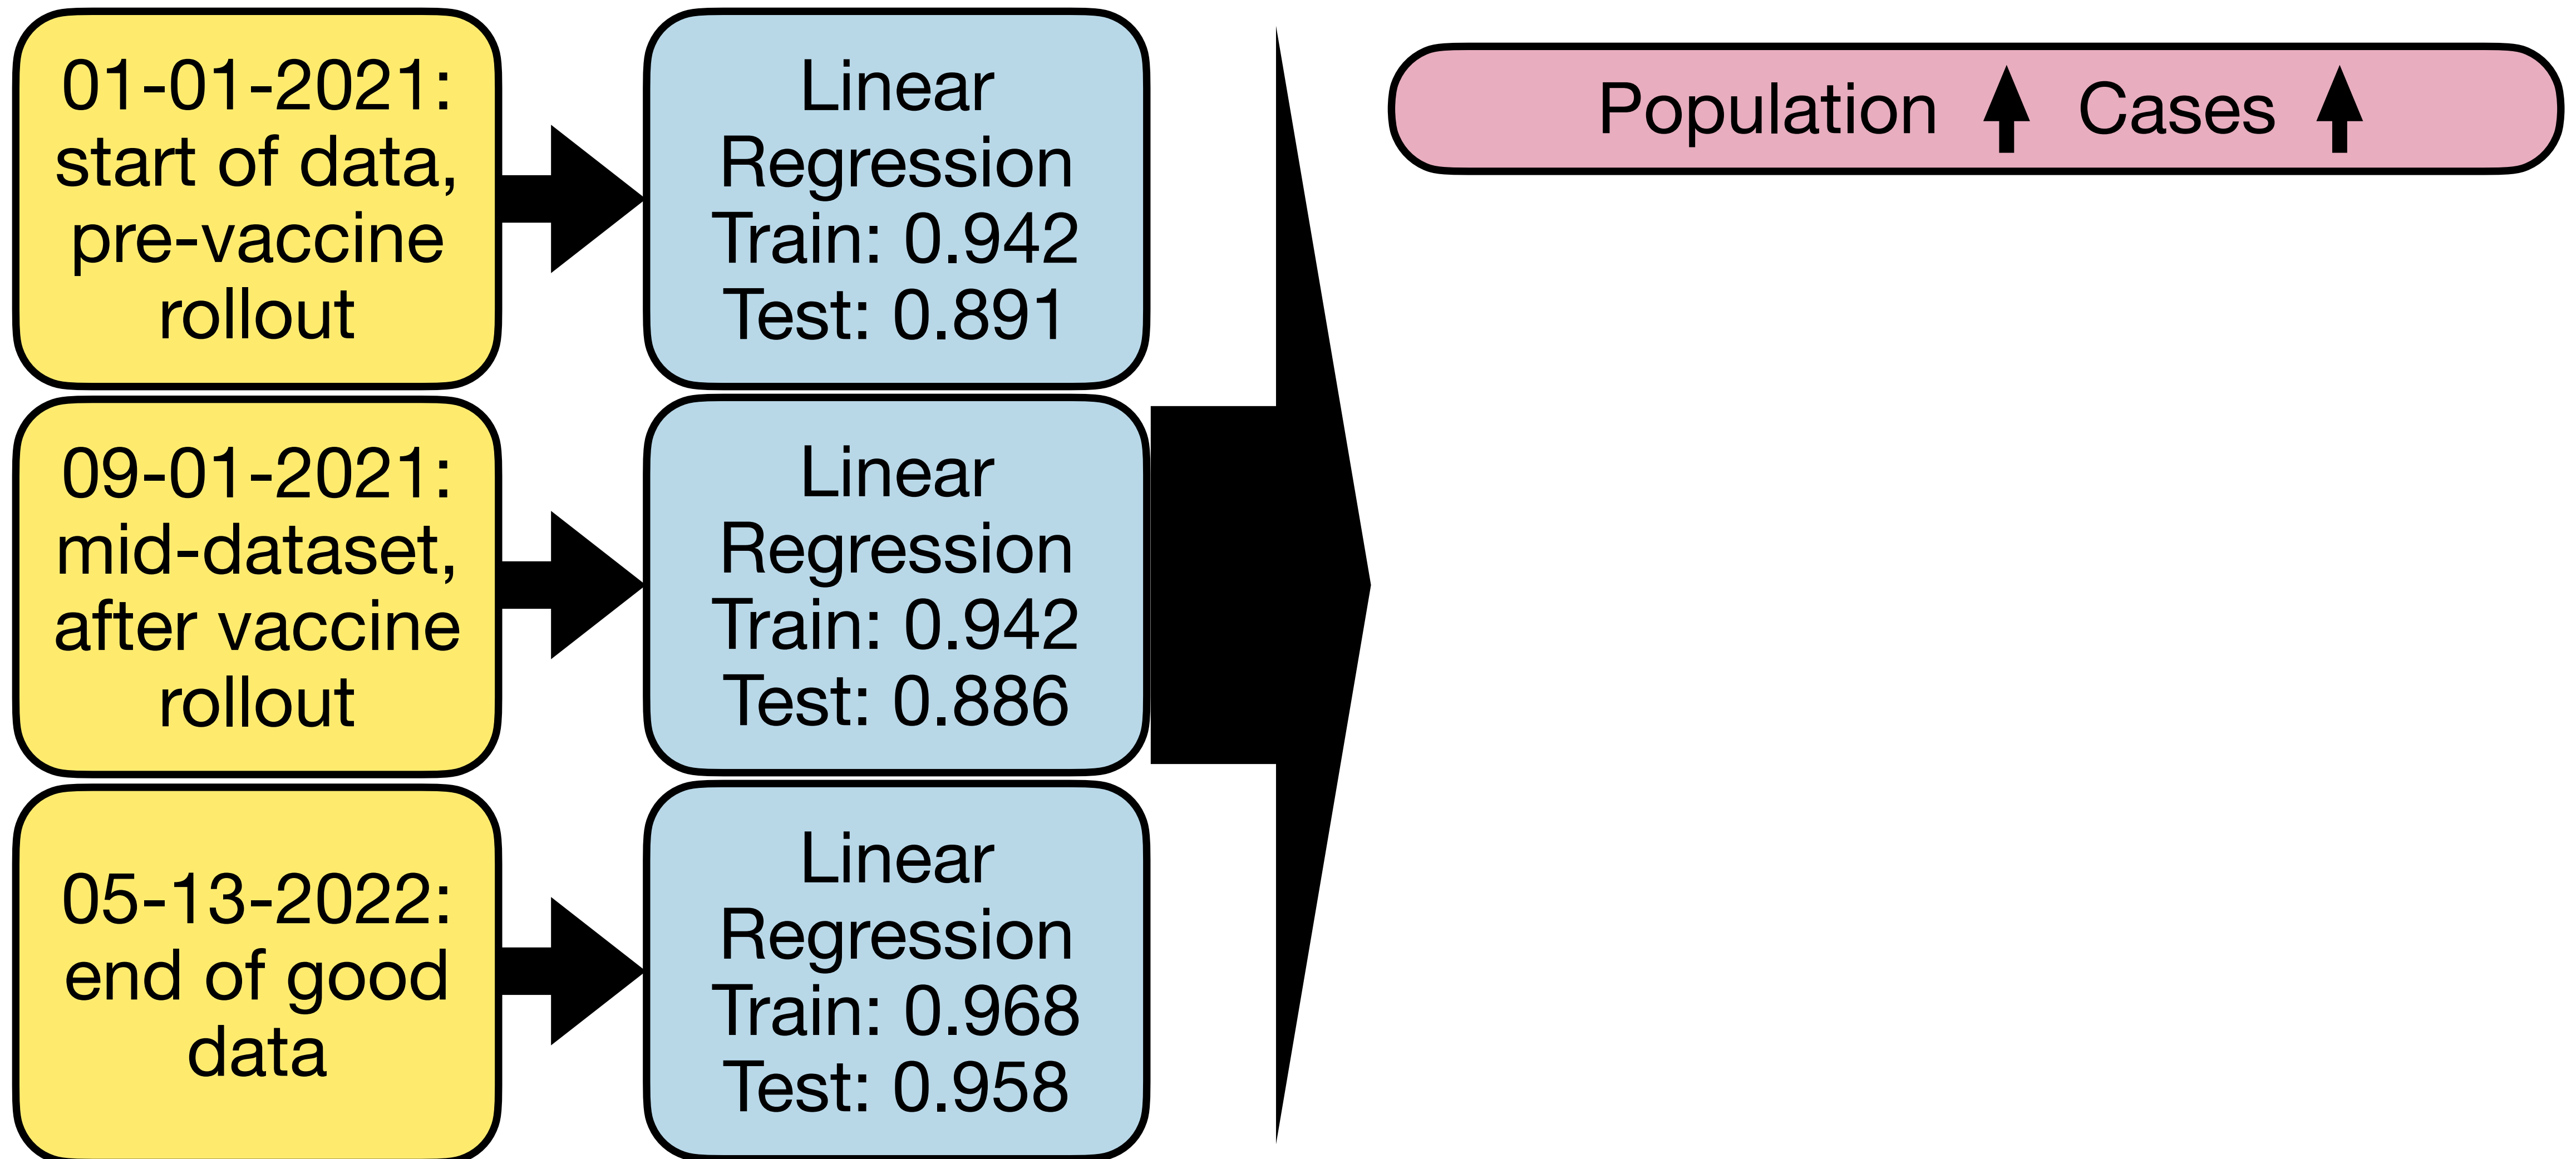 01-01-2021:
start of data,
pre-vaccine
rollout
Linear
Regression
Train: 0.942
Test: 0.891
09-01-2021:
mid-dataset,
after vaccine
rollout
Linear
Regression
Train: 0.942
Test: 0.886
05-13-2022:
end of good
data
Linear
Regression
Train: 0.968
Test: 0.958
Population Cases